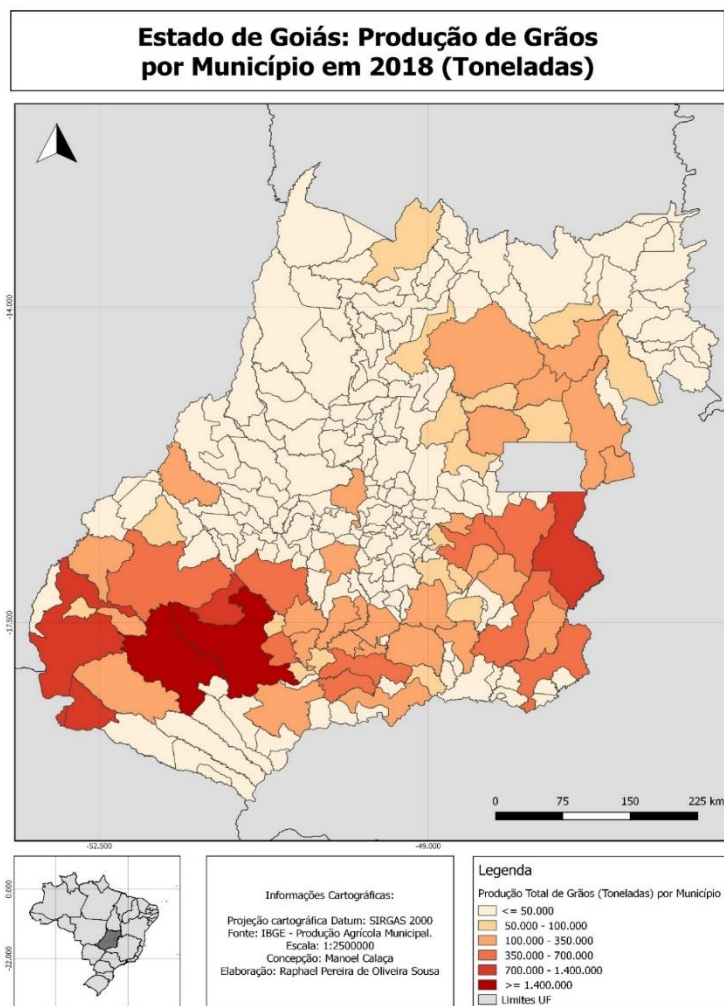 Estado de Goiás: Produção de Grãos
por Município em 2018 (Toneladas)
-14.000
-17.500
0 75 150 225 km
-52.500 -49.000
0.000
-22.000
Informações Cartográficas:
Projeção cartográfica Datum: SIRGAS 2000
Fonte: IBGE - Produção Agrícola Municipal.
Escala: 1:2500000
Concepção: Manoel Calaça
Elaboração: Raphael Pereira de Oliveira Sousa
Legenda
Produção Total de Grãos (Toneladas) por Município
<= 50.000
50.000 - 100.000
100.000 - 350.000
350.000 - 700.000
700.000 - 1.400.000
>= 1.400.000
Limites UF